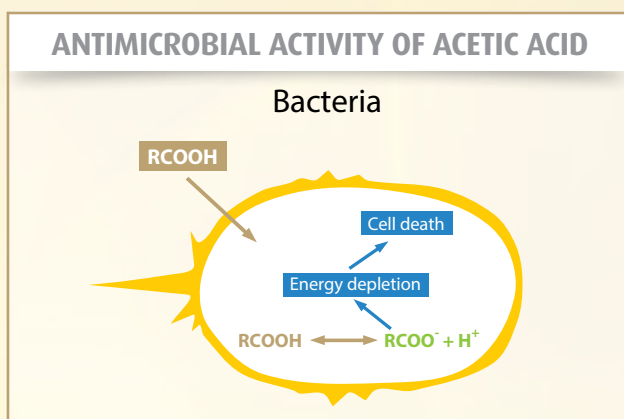 ANTIMICROBIAL ACTIVITY OF ACETIC ACID
Bacteria
RCOOH
Cell death
Energy depletion
RCOOH
RCOO⁻ + H⁺